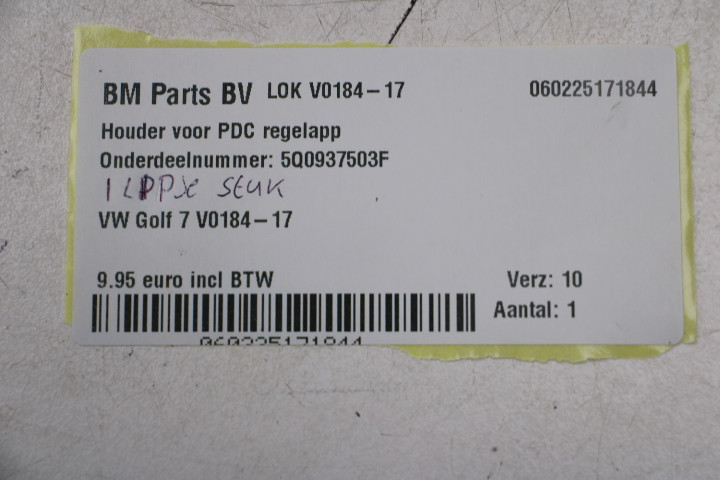 BM Parts BV LOK V0184-17 060225171844
Houder voor PDC regelapp
Onderdeelnummer: 5Q0937503F
1 LIPPJE STUK
VW Golf 7 V0184-17
9.95 euro incl BTW Verz: 10
Aantal: 1
060225171844